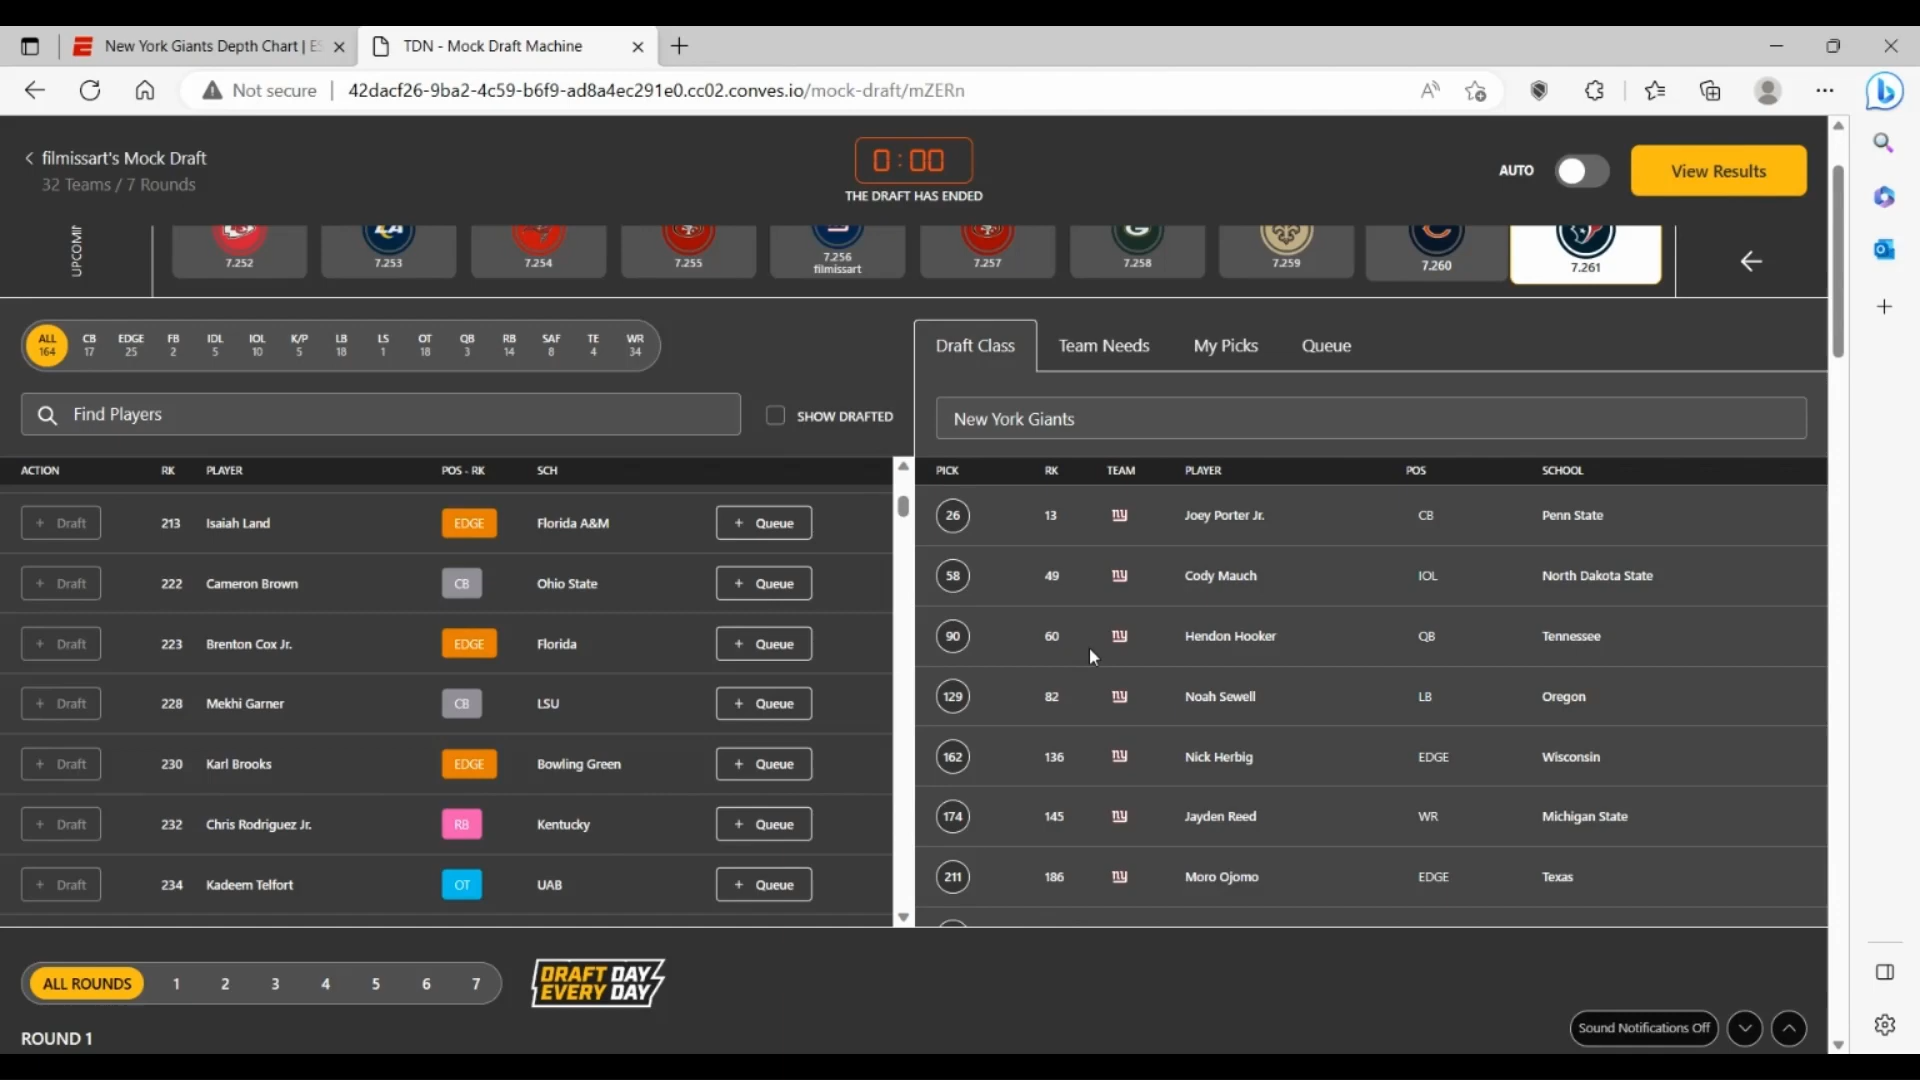 New York Giants Depth Chart | ES
TDN - Mock Draft Machine
Not secure
42dacf26-9ba2-4c59-b6f9-ad8a4ec291e0.cc02.conves.io/mock-draft/mZERn
filmissart's Mock Draft
32 Teams / 7 Rounds
0:00
THE DRAFT HAS ENDED
AUTO
View Results
UPCOMIN
7.252
7.253
7.254
7.255
7.256
filmissart
7.257
7.258
7.259
7.260
7.261
ALL CB EDGE FB IDL IOL K/P LB LS OT QB RB SAF TE WR
164 17 25 2 5 10 5 18 1 18 3 14 8 4 34
Find Players
SHOW DRAFTED
ACTION RK PLAYER POS - RK SCH
+ Draft 213 Isaiah Land EDGE Florida A&M + Queue
+ Draft 222 Cameron Brown CB Ohio State + Queue
+ Draft 223 Brenton Cox Jr. EDGE Florida + Queue
+ Draft 228 Mekhi Garner CB LSU + Queue
+ Draft 230 Karl Brooks EDGE Bowling Green + Queue
+ Draft 232 Chris Rodriguez Jr. RB Kentucky + Queue
+ Draft 234 Kadeem Telfort OT UAB + Queue
Draft Class Team Needs My Picks Queue
New York Giants
PICK RK TEAM PLAYER POS SCHOOL
26 13 ny Joey Porter Jr. CB Penn State
58 49 ny Cody Mauch IOL North Dakota State
90 60 ny Hendon Hooker QB Tennessee
129 82 ny Noah Sewell LB Oregon
162 136 ny Nick Herbig EDGE Wisconsin
174 145 ny Jayden Reed WR Michigan State
211 186 ny Moro Ojomo EDGE Texas
ALL ROUNDS 1 2 3 4 5 6 7
DRAFT DAY
EVERY DAY
ROUND 1
Sound Notifications Off